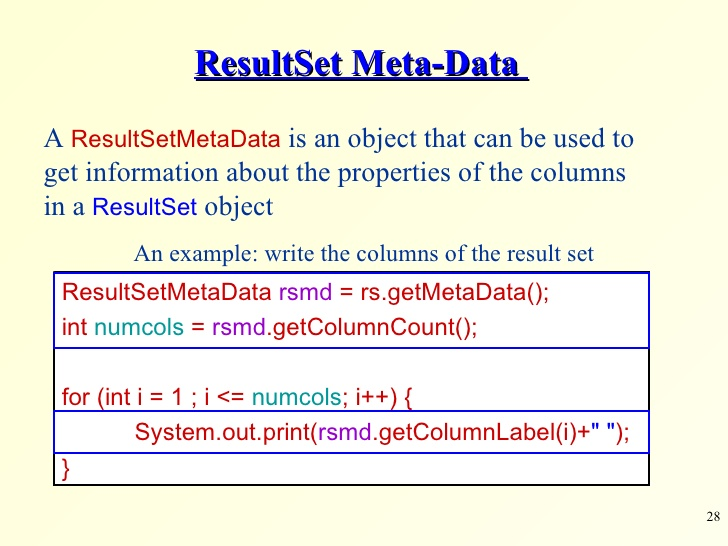 ResultSet Meta-Data
A ResultSetMetaData is an object that can be used to
get information about the properties of the columns
in a ResultSet object
An example: write the columns of the result set
ResultSetMetaData rsmd = rs.getMetaData();
int numcols = rsmd.getColumnCount();
for (int i = 1 ; i <= numcols; i++) {
System.out.print(rsmd.getColumnLabel(i)+" ");
}
28